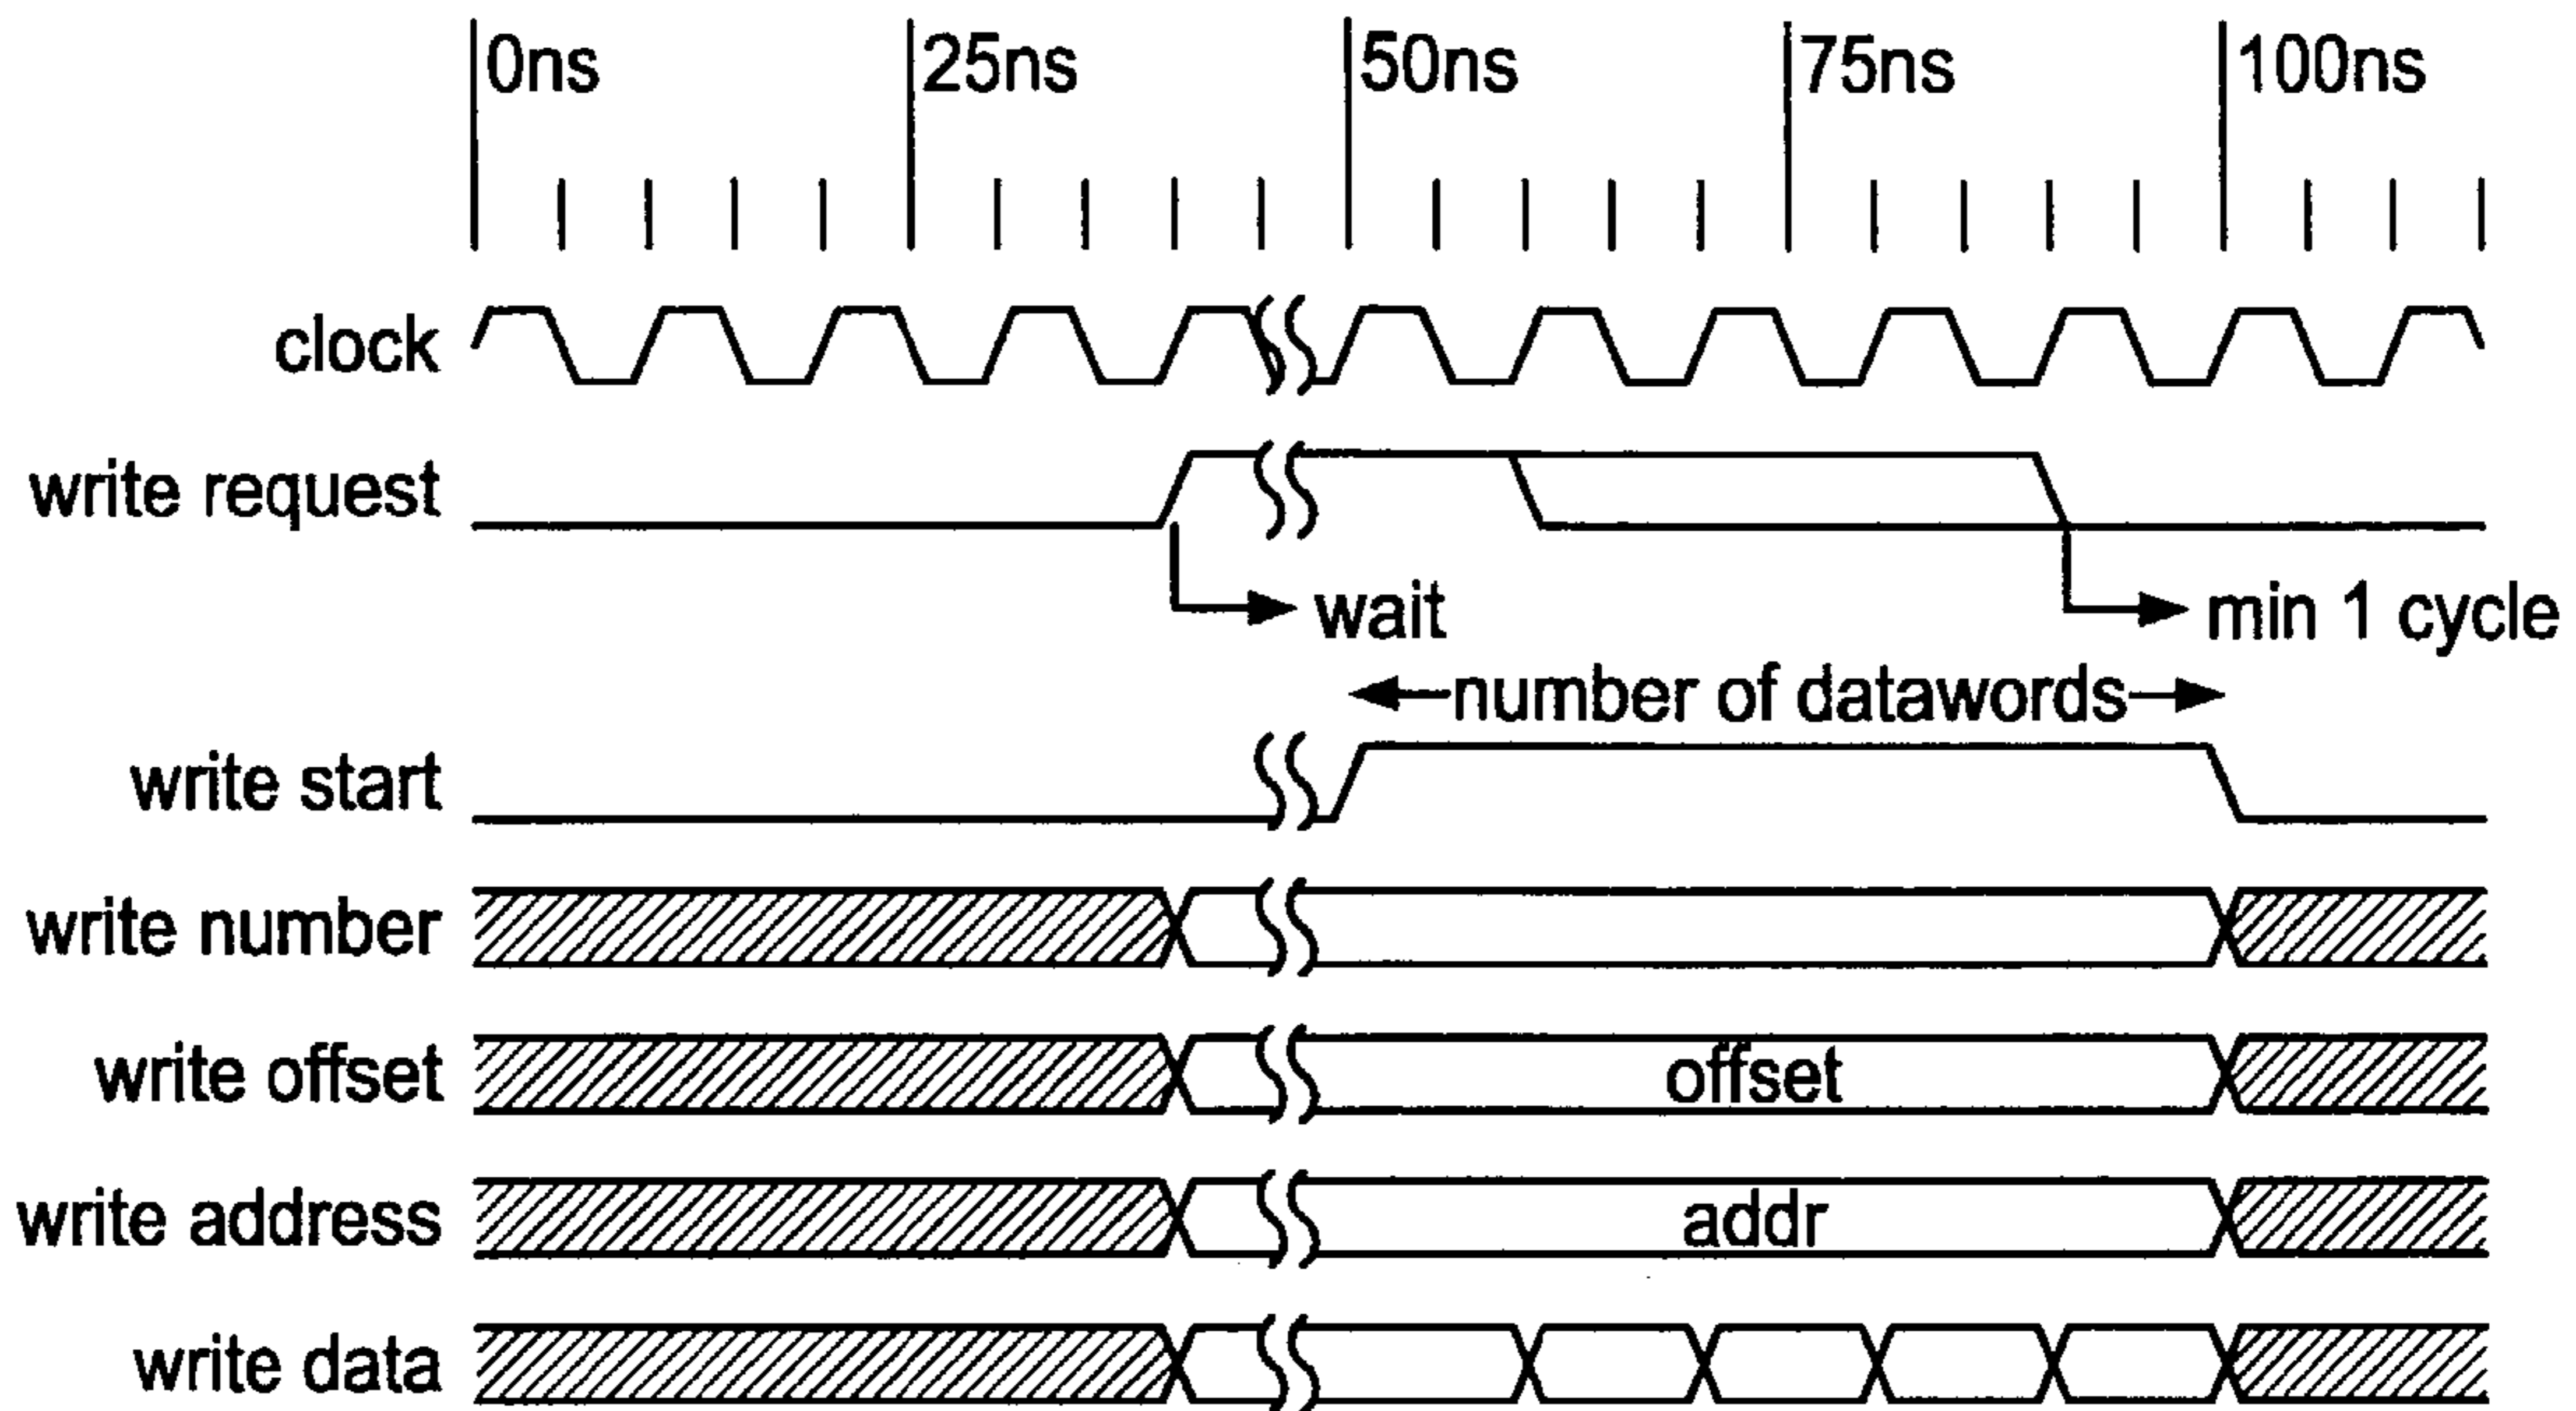 0ns 25ns 50ns 75ns 100ns
clock
write request
wait min 1 cycle
number of datawords
write start
write number
write offset offset
write address addr
write data